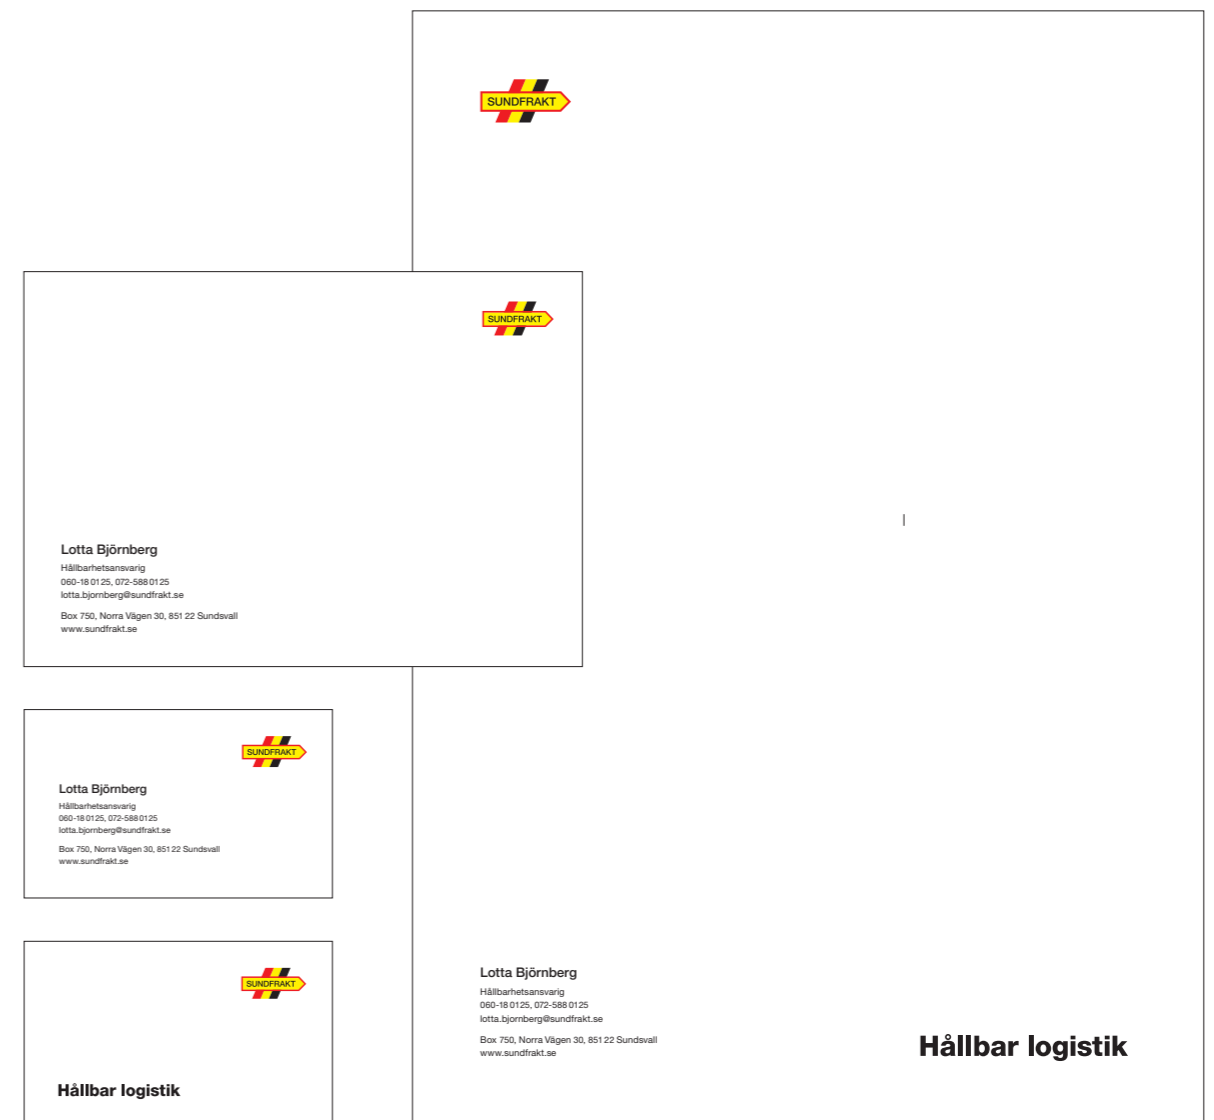 SUNDFRAKT
SUNDFRAKT
Lotta Björnberg
Hållbarhetsansvarig
060-18 01 25, 072-588 01 25
lotta.bjornberg@sundfrakt.se
Box 750, Norra Vägen 30, 851 22 Sundsvall
www.sundfrakt.se
SUNDFRAKT
Lotta Björnberg
Hållbarhetsansvarig
060-18 01 25, 072-588 01 25
lotta.bjornberg@sundfrakt.se
Box 750, Norra Vägen 30, 851 22 Sundsvall
www.sundfrakt.se
SUNDFRAKT
Hållbar logistik
Lotta Björnberg
Hållbarhetsansvarig
060-18 01 25, 072-588 01 25
lotta.bjornberg@sundfrakt.se
Box 750, Norra Vägen 30, 851 22 Sundsvall
www.sundfrakt.se
Hållbar logistik